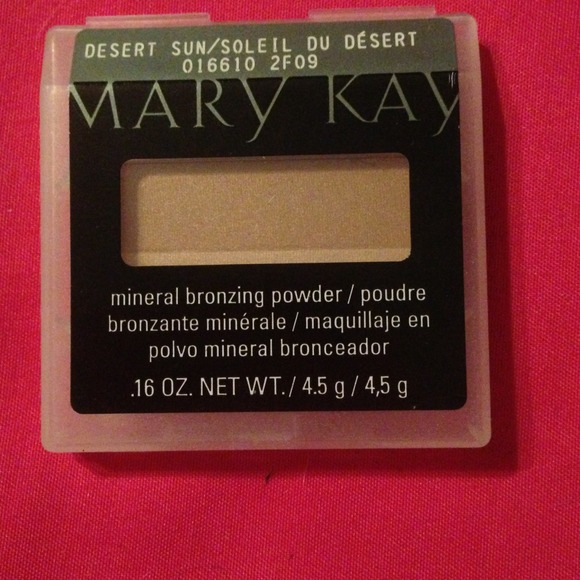 DESERT SUN/SOLEIL DU DÉSERT
016610 2F09
MARY KAY
mineral bronzing powder / poudre
bronzante minérale / maquillaje en
polvo mineral bronceador
.16 OZ. NET WT. / 4.5 g / 4,5 g